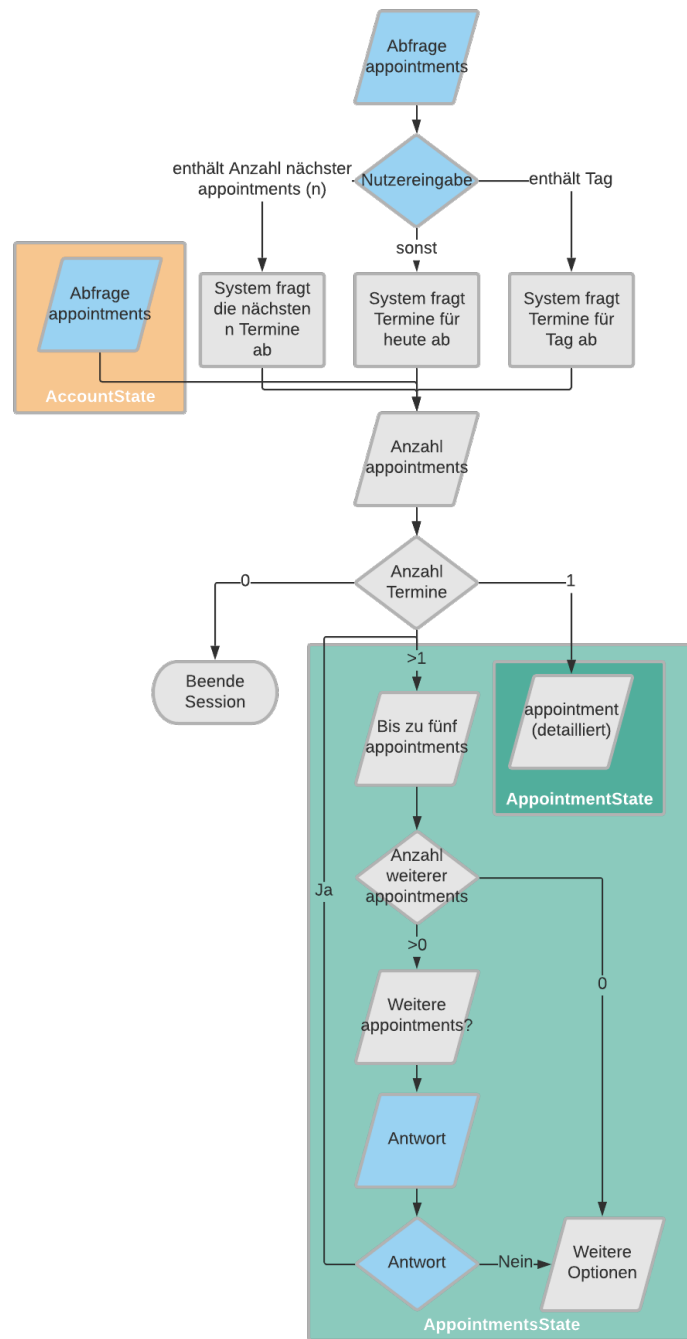 Abfrage
appointments
Nutzereingabe
enthält Anzahl nächster
appointments (n)
enthält Tag
sonst
Abfrage
appointments
AccountState
System fragt
die nächsten
n Termine
ab
System fragt
Termine für
heute ab
System fragt
Termine für
Tag ab
Anzahl
appointments
Anzahl
Termine
0
1
>1
Beende
Session
Bis zu fünf
appointments
appointment
(detailliert)
AppointmentState
Anzahl
weiterer
appointments
Ja
>0
0
Weitere
appointments?
Antwort
Antwort
Nein
Weitere
Optionen
AppointmentsState